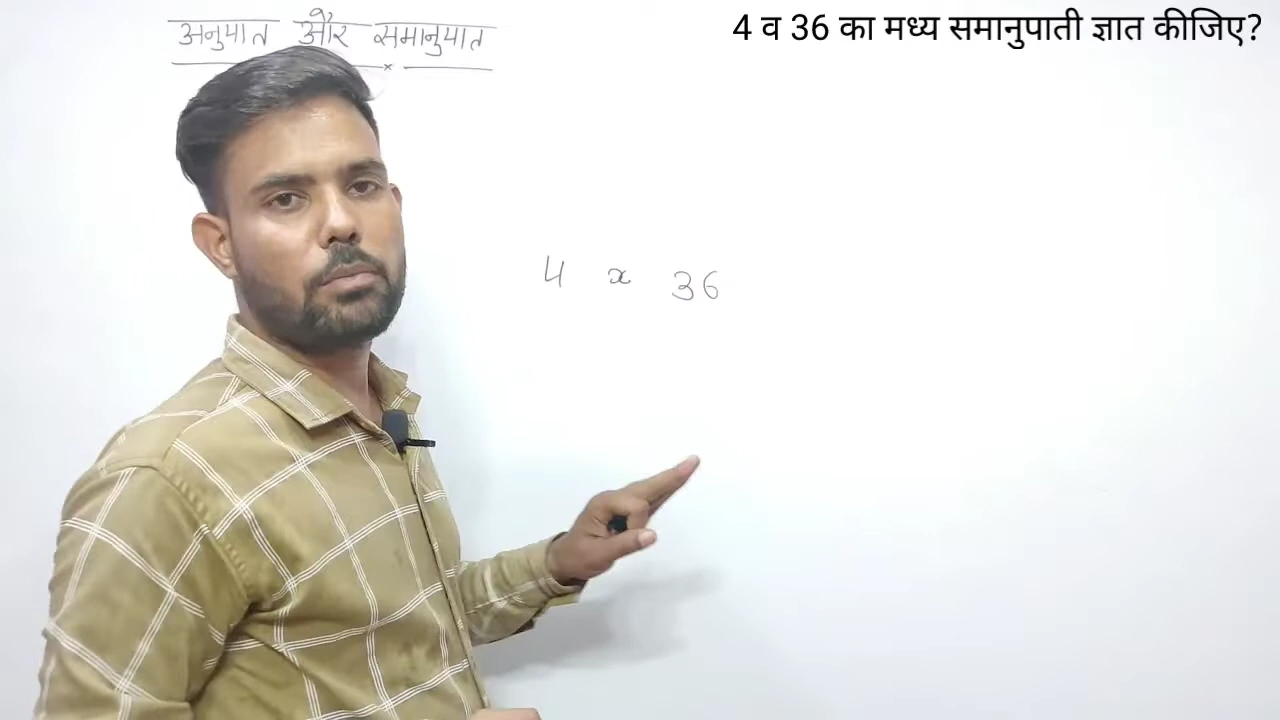 अनुपात और समानुपात
4 व 36 का मध्य समानुपाती ज्ञात कीजिए?
4 x 36